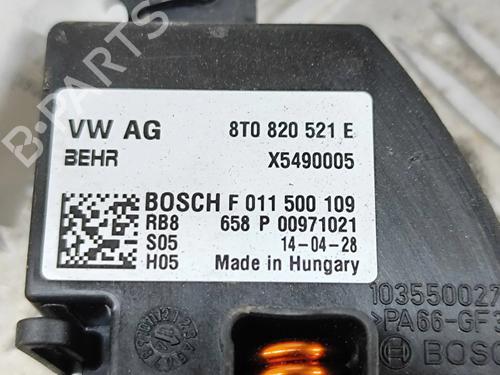 VW AG 8T0 820 521 E
BEHR X5490005
BOSCH F 011 500 109
RB8 658 P 00971021
S05 14-04-28
H05 Made in Hungary
103550027
>PA66-GF3
BOSC
B-PARTS